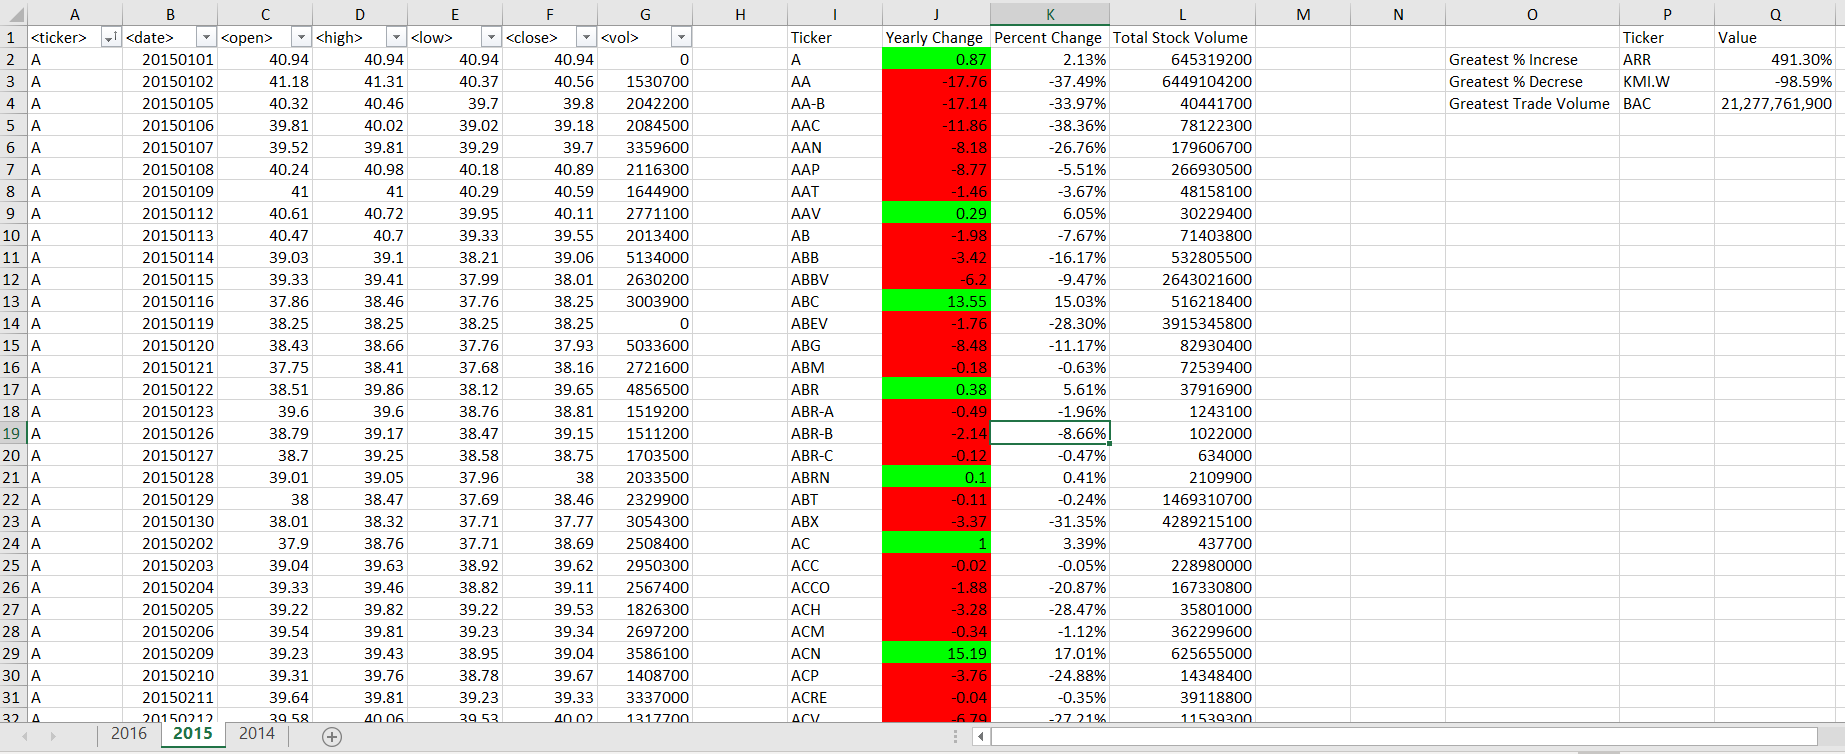 A B C D E F G H I J K L M N O P Q
1 <ticker> <date> <open> <high> <low> <close> <vol> Ticker Yearly Change Percent Change Total Stock Volume Ticker Value
2 A 20150101 40.94 40.94 40.94 40.94 0 A 0.87 2.13% 645319200 Greatest % Increse ARR 491.30%
3 A 20150102 41.18 41.31 40.37 40.56 1530700 AA -17.76 -37.49% 6449104200 Greatest % Decrese KMI.W -98.59%
4 A 20150105 40.32 40.46 39.7 39.8 2042200 AA-B -17.14 -33.97% 40441700 Greatest Trade Volume BAC 21,277,761,900
5 A 20150106 39.81 40.02 39.02 39.18 2084500 AAC -11.86 -38.36% 78122300
6 A 20150107 39.52 39.81 39.29 39.7 3359600 AAN -8.18 -26.76% 179606700
7 A 20150108 40.24 40.98 40.18 40.89 2116300 AAP -8.77 -5.51% 266930500
8 A 20150109 41 41 40.29 40.59 1644900 AAT -1.46 -3.67% 48158100
9 A 20150112 40.61 40.72 39.95 40.11 2771100 AAV 0.29 6.05% 30229400
10 A 20150113 40.47 40.7 39.33 39.55 2013400 AB -1.98 -7.67% 71403800
11 A 20150114 39.03 39.1 38.21 39.06 5134000 ABB -3.42 -16.17% 532805500
12 A 20150115 39.33 39.41 37.99 38.01 2630200 ABBV -6.2 -9.47% 2643021600
13 A 20150116 37.86 38.46 37.76 38.25 3003900 ABC 13.55 15.03% 516218400
14 A 20150119 38.25 38.25 38.25 38.25 0 ABEV -1.76 -28.30% 3915345800
15 A 20150120 38.43 38.66 37.76 37.93 5033600 ABG -8.48 -11.17% 82930400
16 A 20150121 37.75 38.41 37.68 38.16 2721600 ABM -0.18 -0.63% 72539400
17 A 20150122 38.51 39.86 38.12 39.65 4856500 ABR 0.38 5.61% 37916900
18 A 20150123 39.6 39.6 38.76 38.81 1519200 ABR-A -0.49 -1.96% 1243100
19 A 20150126 38.79 39.17 38.47 39.15 1511200 ABR-B -2.14 -8.66% 1022000
20 A 20150127 38.7 39.25 38.58 38.75 1703500 ABR-C -0.12 -0.47% 634000
21 A 20150128 39.01 39.05 37.96 38 2033500 ABRN 0.1 0.41% 2109900
22 A 20150129 38 38.47 37.69 38.46 2329900 ABT -0.11 -0.24% 1469310700
23 A 20150130 38.01 38.32 37.71 37.77 3054300 ABX -3.37 -31.35% 4289215100
24 A 20150202 37.9 38.76 37.71 38.69 2508400 AC 1 3.39% 437700
25 A 20150203 39.04 39.63 38.92 39.62 2950300 ACC -0.02 -0.05% 228980000
26 A 20150204 39.33 39.46 38.82 39.11 2567400 ACCO -1.88 -20.87% 167330800
27 A 20150205 39.22 39.82 39.22 39.53 1826300 ACH -3.28 -28.47% 35801000
28 A 20150206 39.54 39.81 39.23 39.34 2697200 ACM -0.34 -1.12% 362299600
29 A 20150209 39.23 39.43 38.95 39.04 3586100 ACN 15.19 17.01% 625655000
30 A 20150210 39.31 39.76 38.78 39.67 1408700 ACP -3.76 -24.88% 14348400
31 A 20150211 39.64 39.81 39.23 39.33 3337000 ACRE -0.04 -0.35% 39118800
32 A 20150212 39.58 40.06 39.53 40.02 1317700 ACV -6.79 -27.21% 11539300
2016 2015 2014